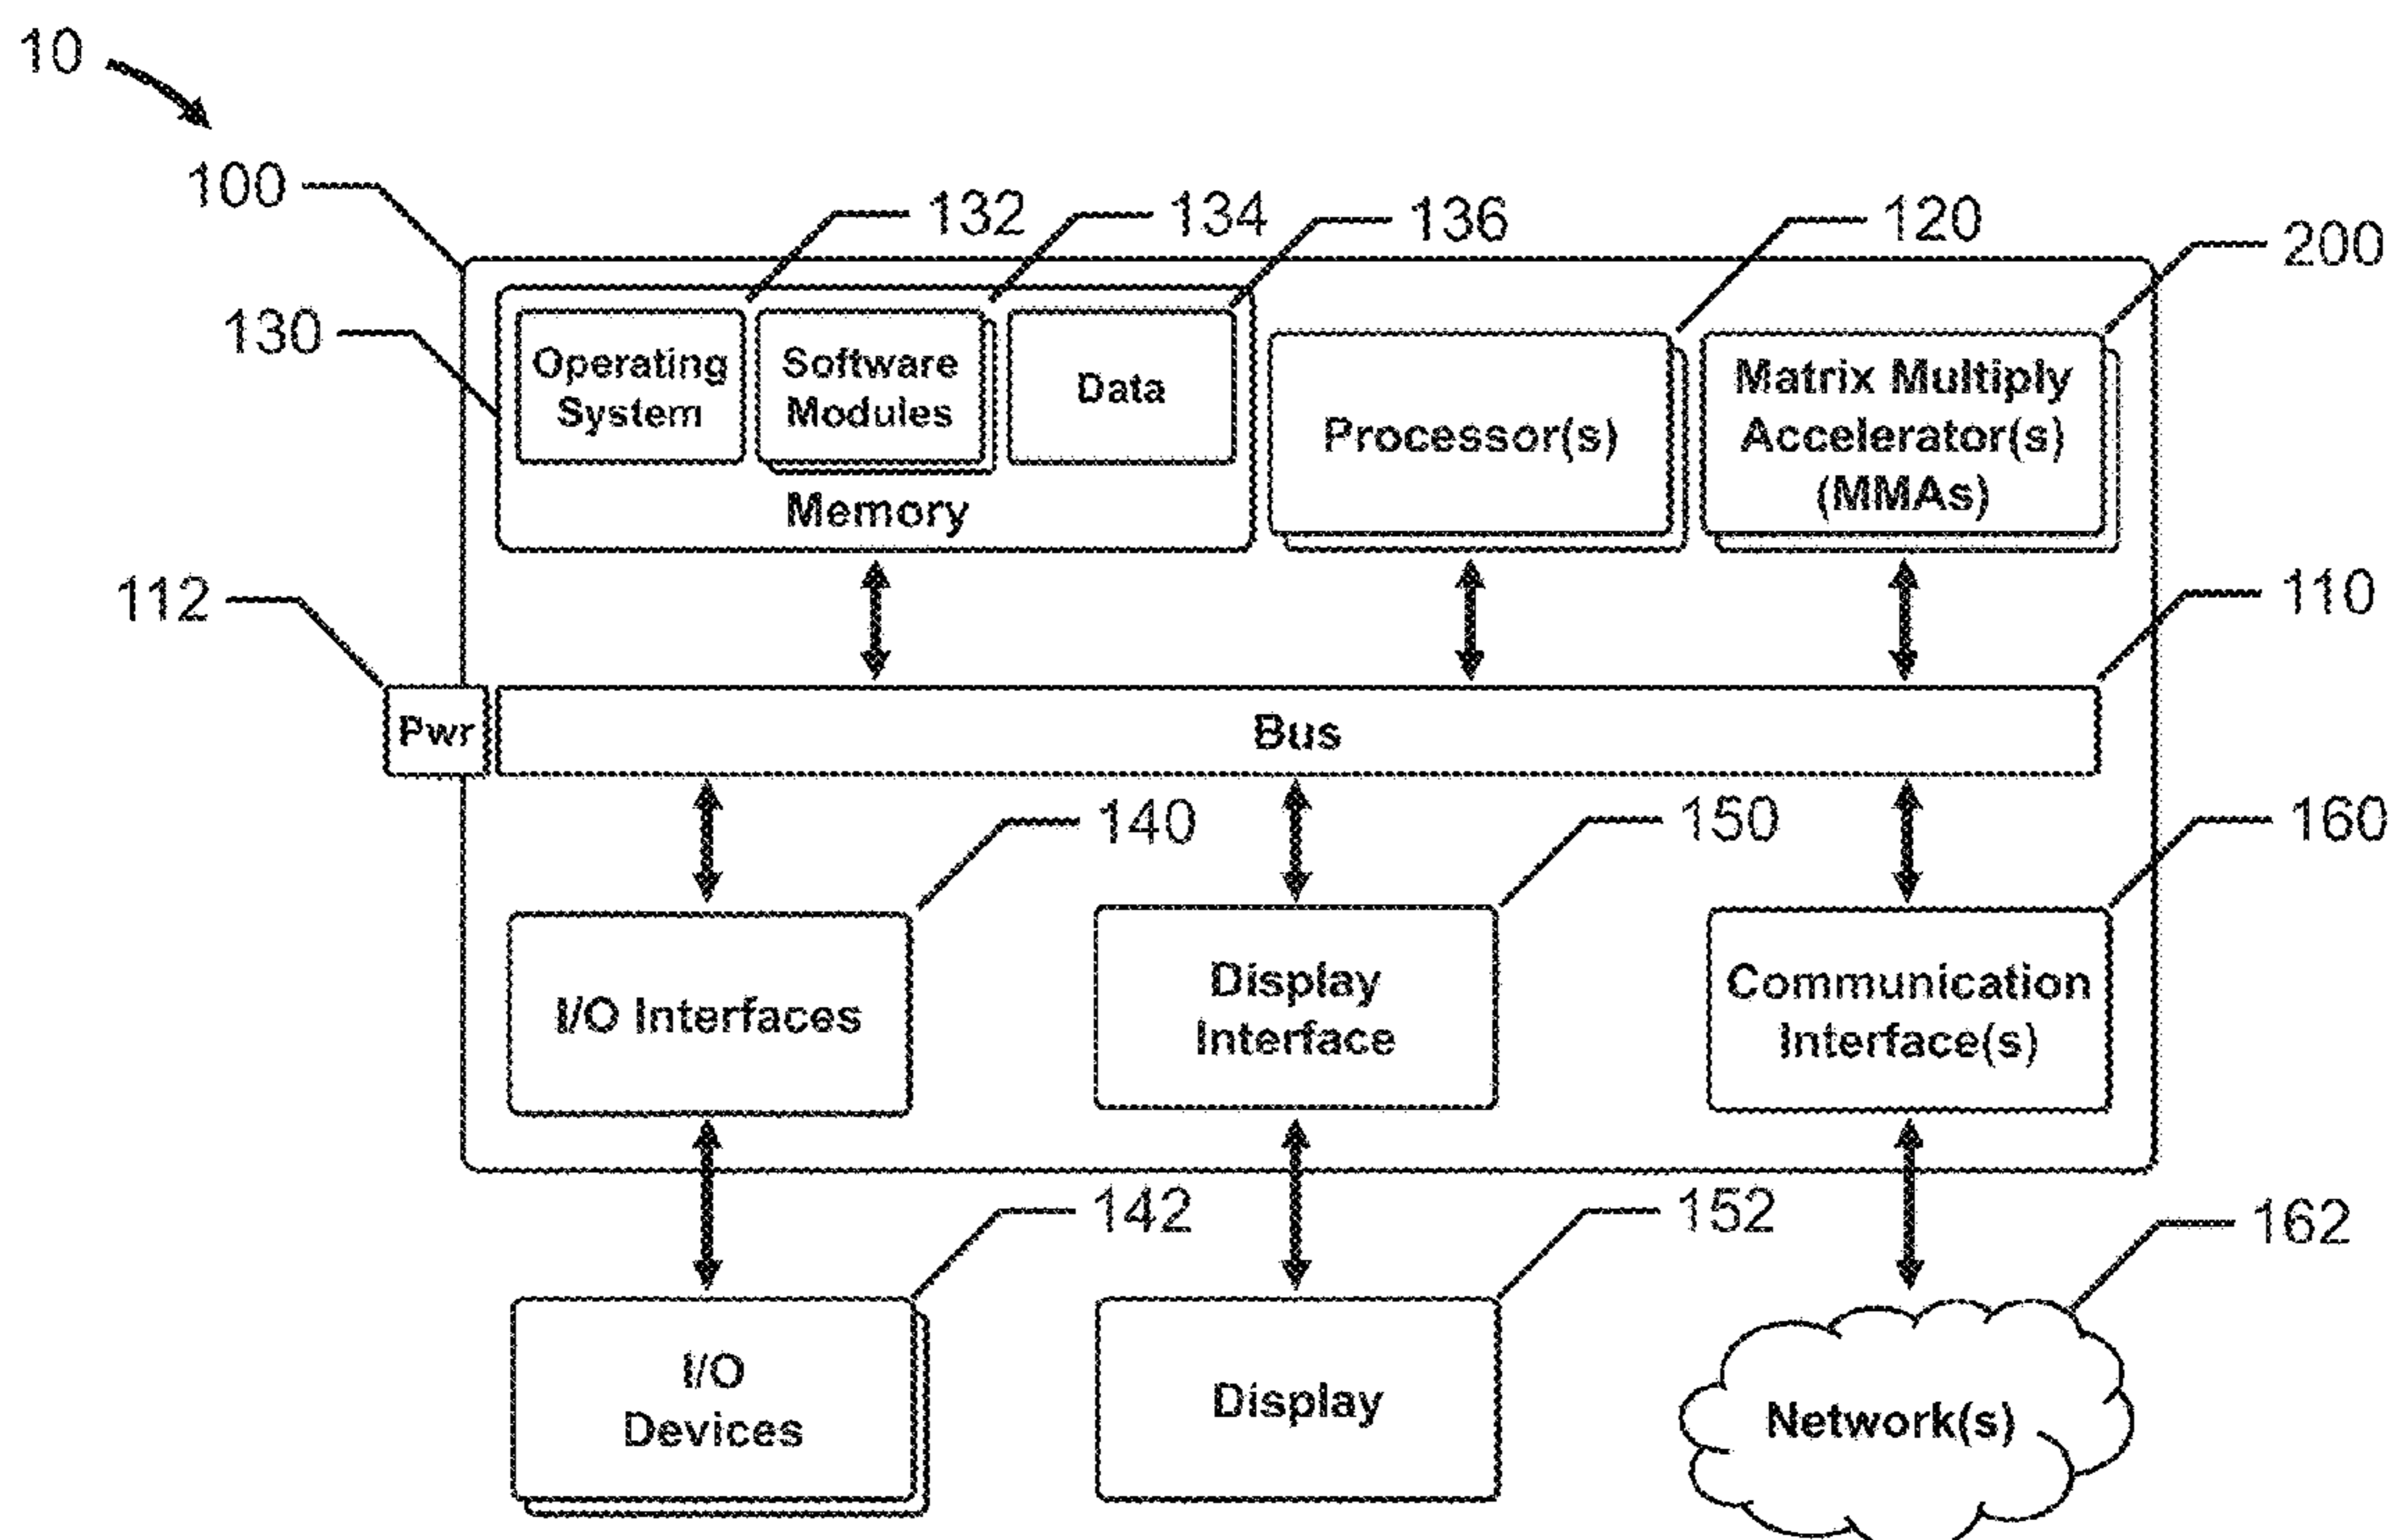 10
100
132
134
136
120
200
130
Operating
System
Software
Modules
Data
Memory
Processor(s)
Matrix Multiply
Accelerator(s)
(MMAs)
112
110
Pwr
Bus
140
150
160
I/O Interfaces
Display
Interface
Communication
Interface(s)
142
152
162
I/O
Devices
Display
Network(s)